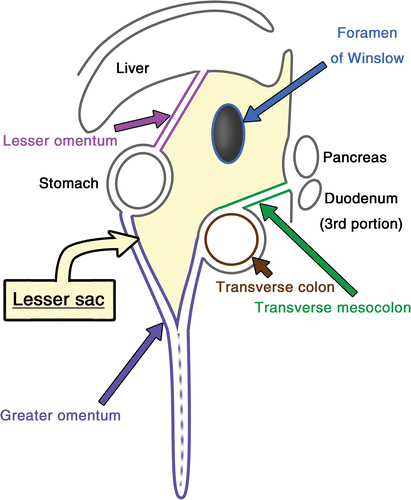 Foramen
of Winslow
Liver
Lesser omentum
Pancreas
Stomach
Duodenum
(3rd portion)
Transverse colon
Lesser sac
Transverse mesocolon
Greater omentum